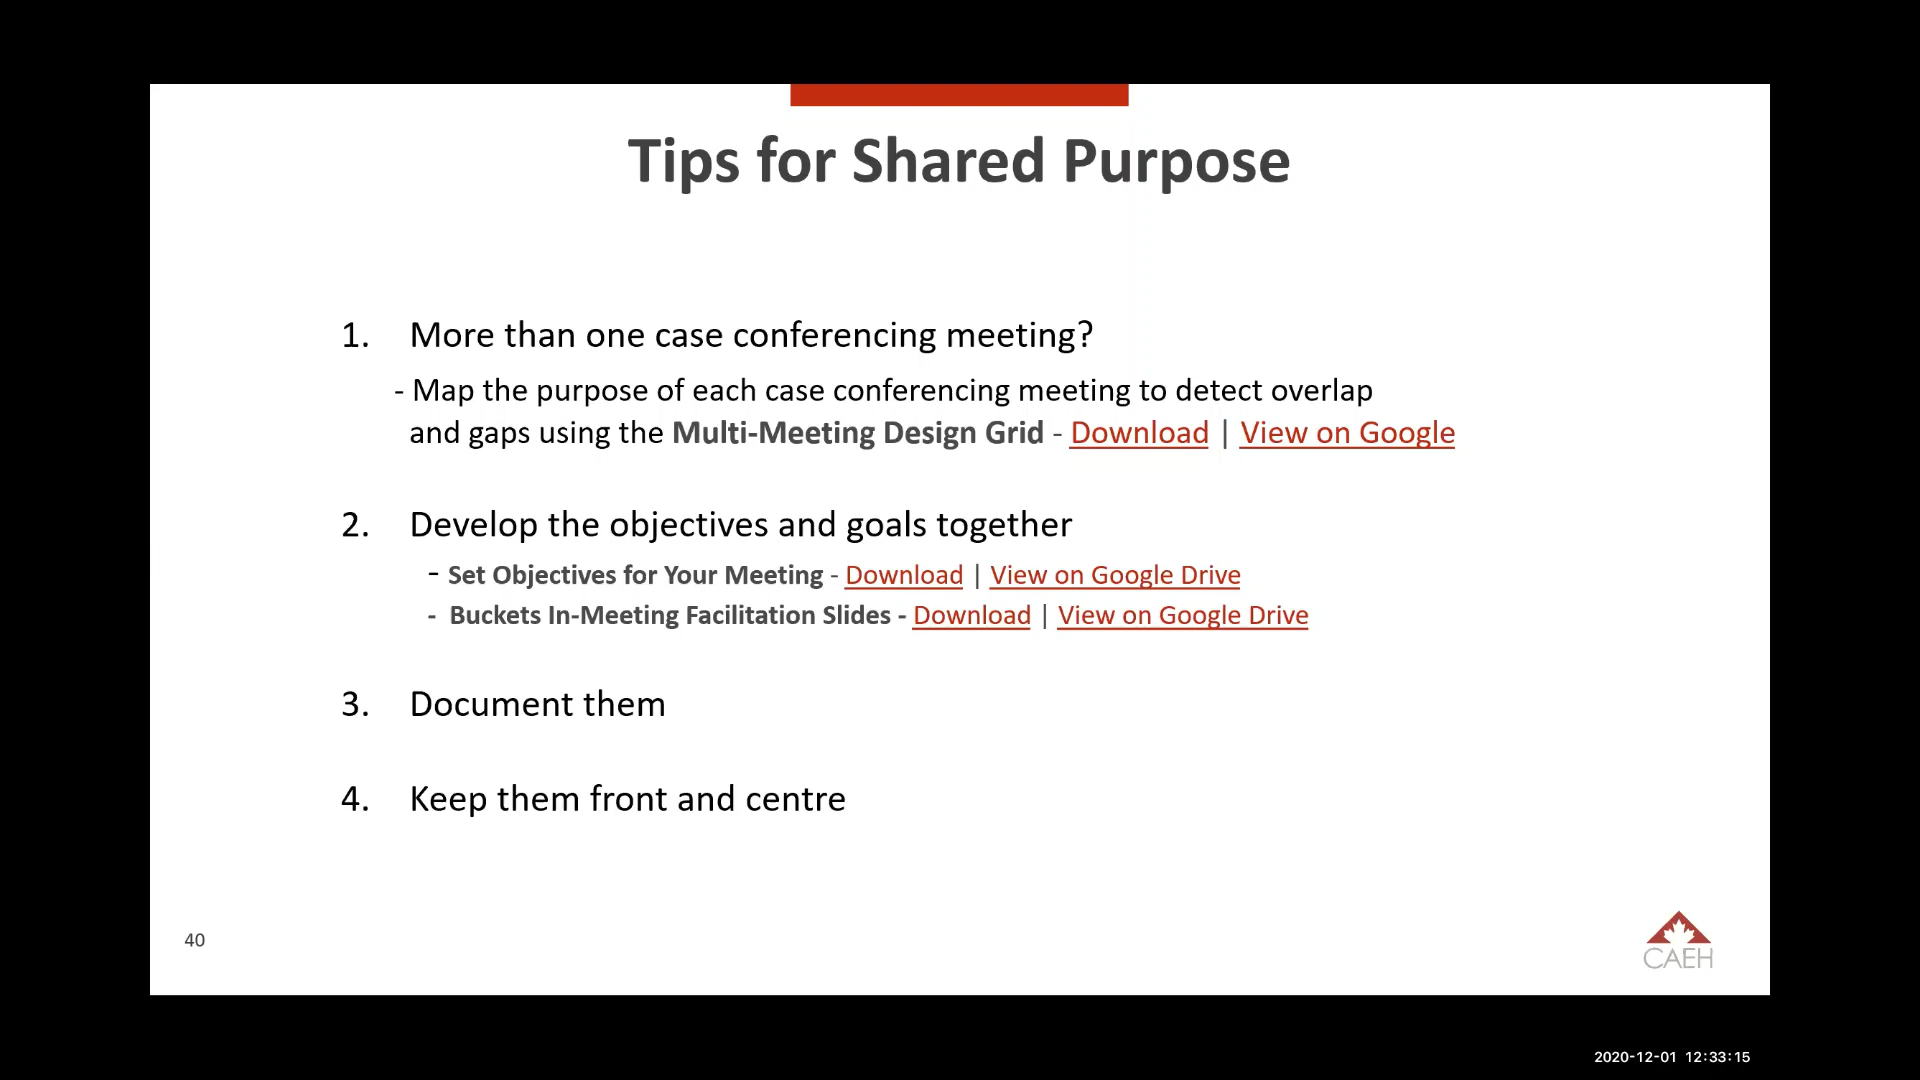 Tips for Shared Purpose
1. More than one case conferencing meeting?
- Map the purpose of each case conferencing meeting to detect overlap
and gaps using the Multi-Meeting Design Grid - Download | View on Google
2. Develop the objectives and goals together
- Set Objectives for Your Meeting - Download | View on Google Drive
- Buckets In-Meeting Facilitation Slides - Download | View on Google Drive
3. Document them
4. Keep them front and centre
40
CAEH
2020-12-01 12:33:15